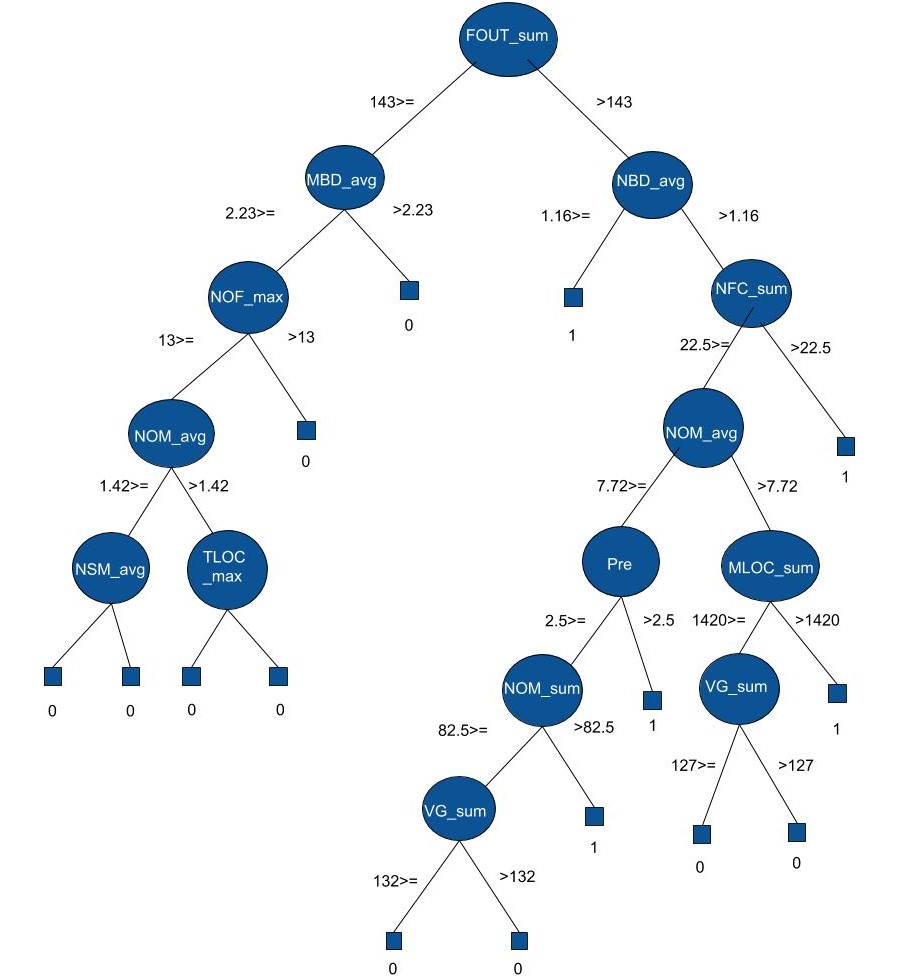 FOUT_sum
143>=
>143
MBD_avg
NBD_avg
2.23>=
>2.23
1.16>=
>1.16
NOF_max
NFC_sum
0
1
13>=
>13
22.5>=
>22.5
NOM_avg
NOM_avg
0
1
1.42>=
>1.42
7.72>=
>7.72
NSM_avg
TLOC
_max
Pre
MLOC_sum
2.5>=
>2.5
1420>=
>1420
NOM_sum
VG_sum
0
0
0
0
1
1
82.5>=
>82.5
127>=
>127
VG_sum
1
0
0
132>=
>132
0
0